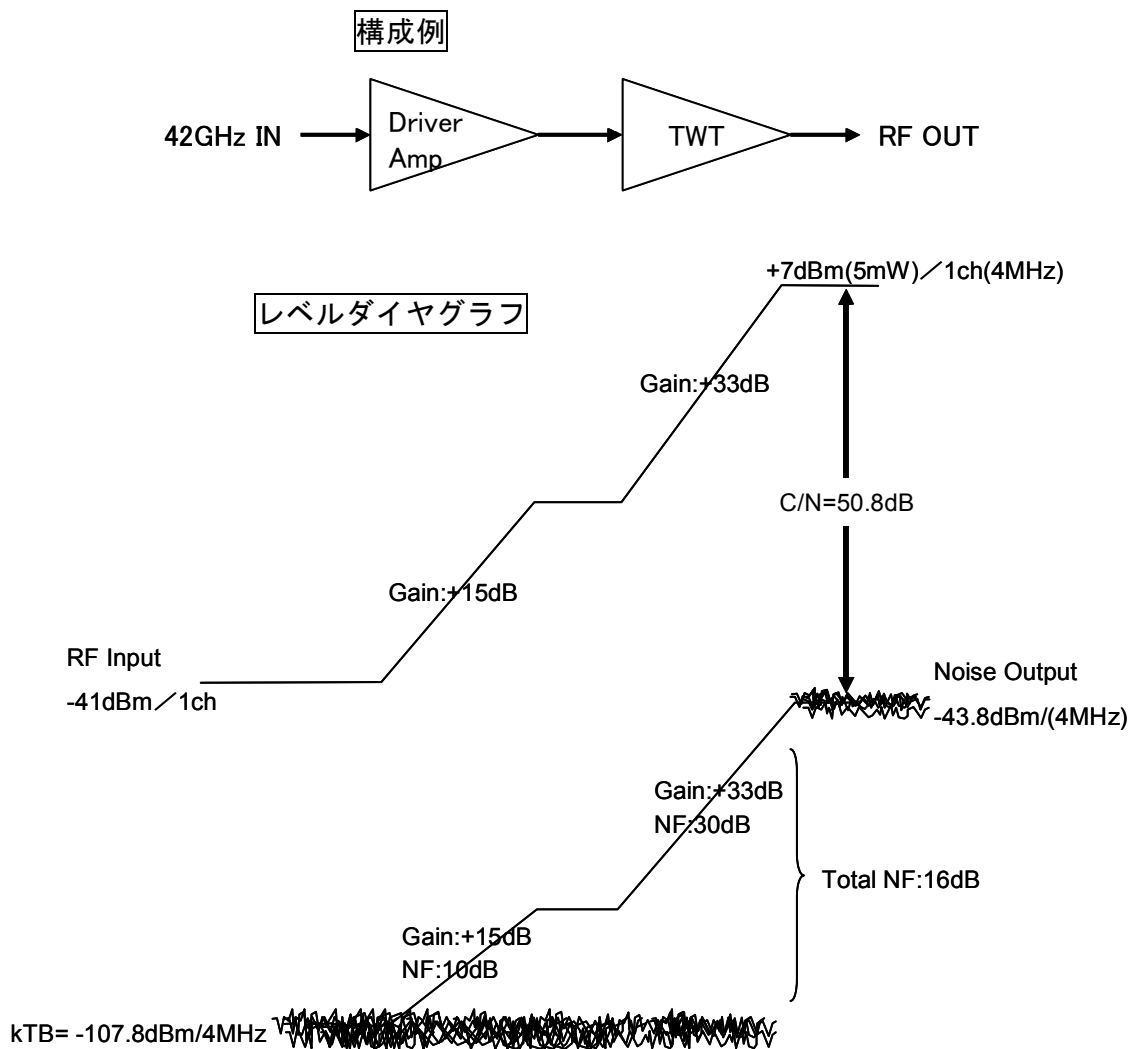 構成例
42GHz IN
Driver
Amp
TWT
RF OUT
+7dBm(5mW)／1ch(4MHz)
レベルダイヤグラフ
Gain:+33dB
C/N=50.8dB
Gain:+15dB
RF Input
-41dBm／1ch
Noise Output
-43.8dBm/(4MHz)
Gain:+33dB
NF:30dB
Total NF:16dB
Gain:+15dB
NF:10dB
kTB= -107.8dBm/4MHz